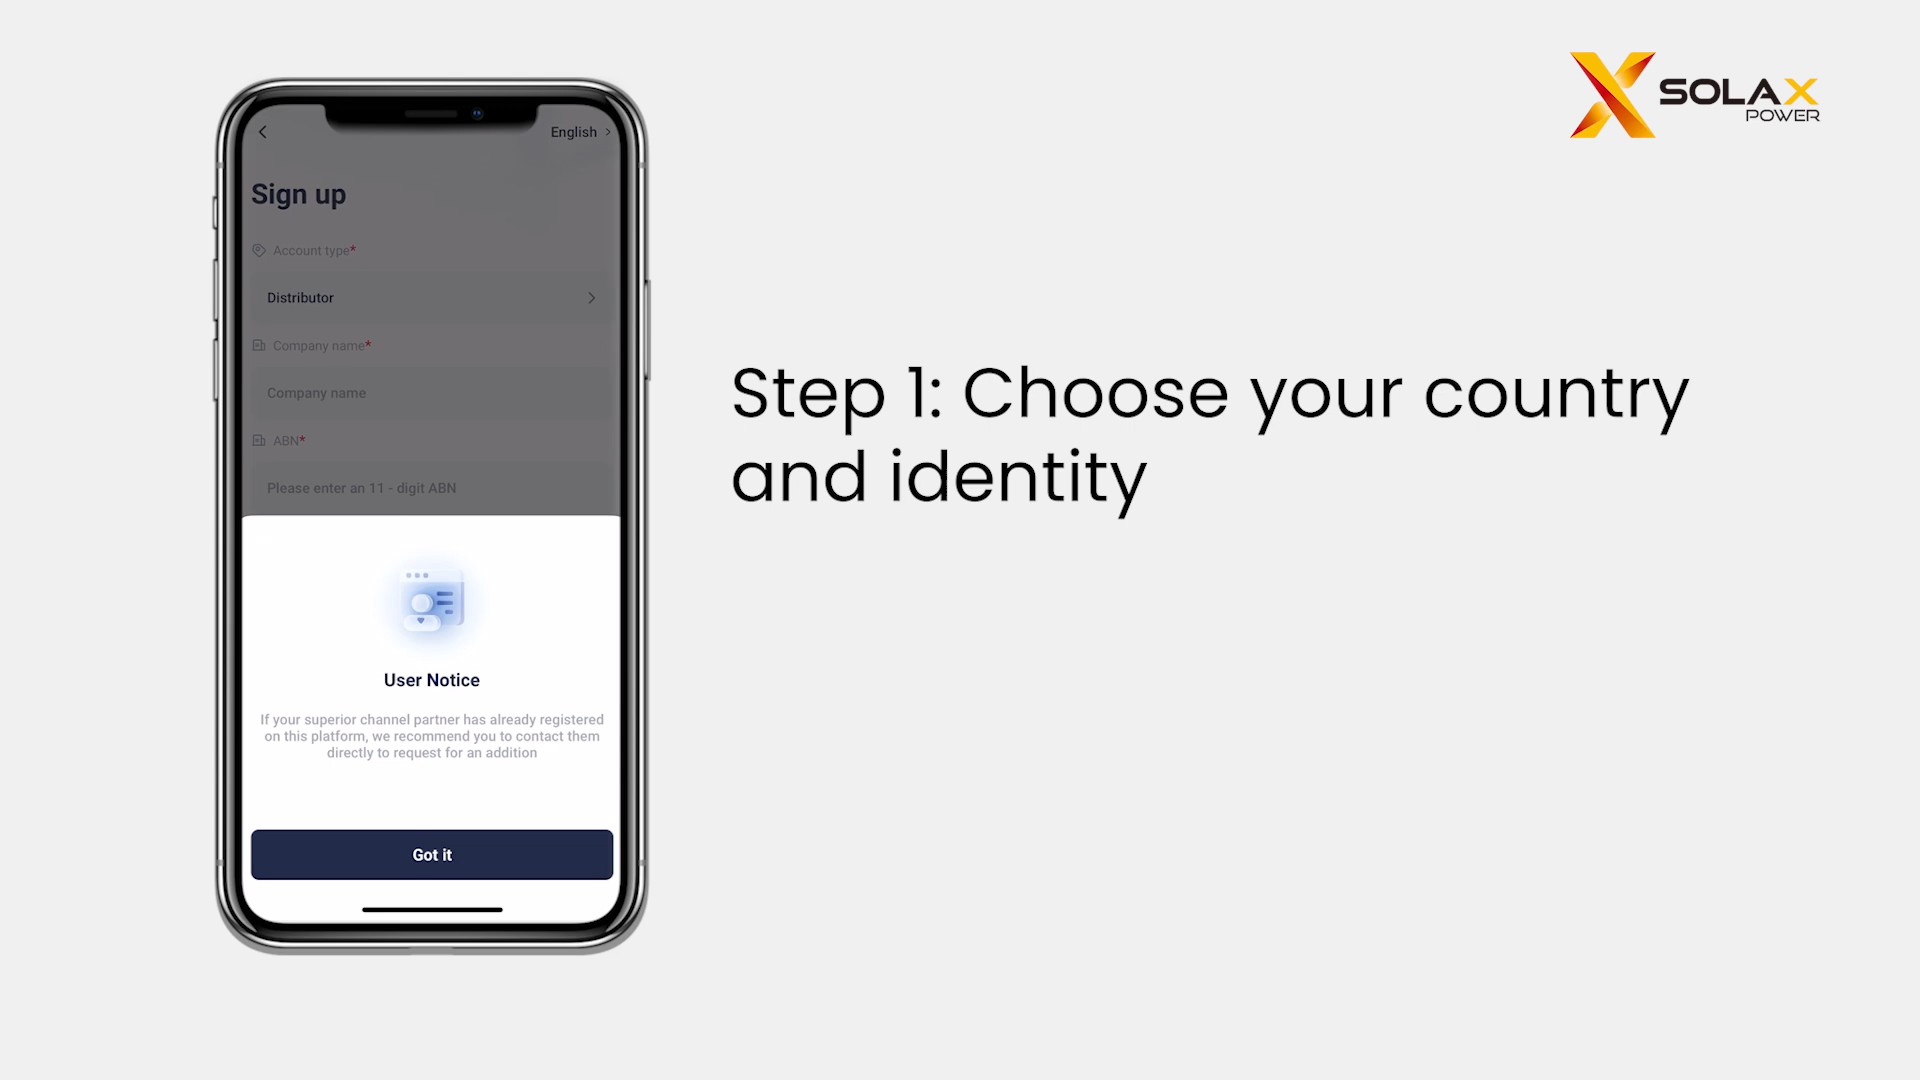 English
Sign up
Account type*
Distributor
Company name*
Company name
ABN*
Please enter an 11 - digit ABN
User Notice
If your superior channel partner has already registered
on this platform, we recommend you to contact them
directly to request for an addition
Got it
Step 1: Choose your country
and identity
SOLAX
POWER